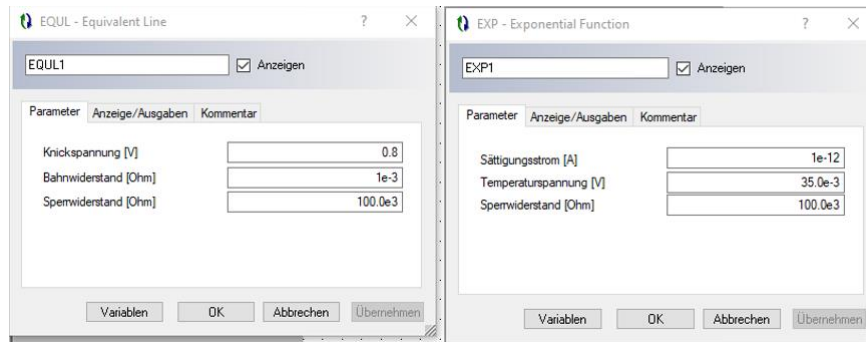 EQUL - Equivalent Line
EQUL1
Anzeigen
Parameter Anzeige/Ausgaben Kommentar
Knickspannung [V] 0.8
Bahnwiderstand [Ohm] 1e-3
Sperrwiderstand [Ohm] 100.0e3
Variablen OK Abbrechen Übernehmen
EXP - Exponential Function
EXP1
Anzeigen
Parameter Anzeige/Ausgaben Kommentar
Sättigungsstrom [A] 1e-12
Temperaturspannung [V] 35.0e-3
Sperrwiderstand [Ohm] 100.0e3
Variablen OK Abbrechen Übernehmen